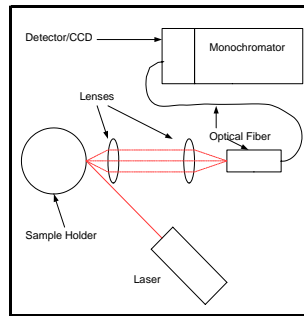 Detector/CCD
Monochromator
Lenses
Optical Fiber
Sample Holder
Laser